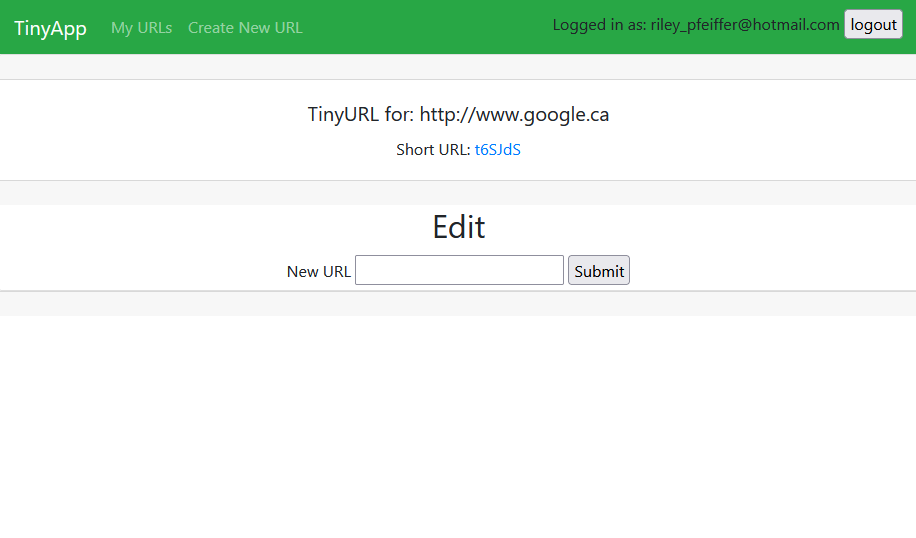 TinyApp My URLs Create New URL Logged in as: riley_pfeiffer@hotmail.com logout
TinyURL for: http://www.google.ca
Short URL: t6SJdS
Edit
New URL Submit